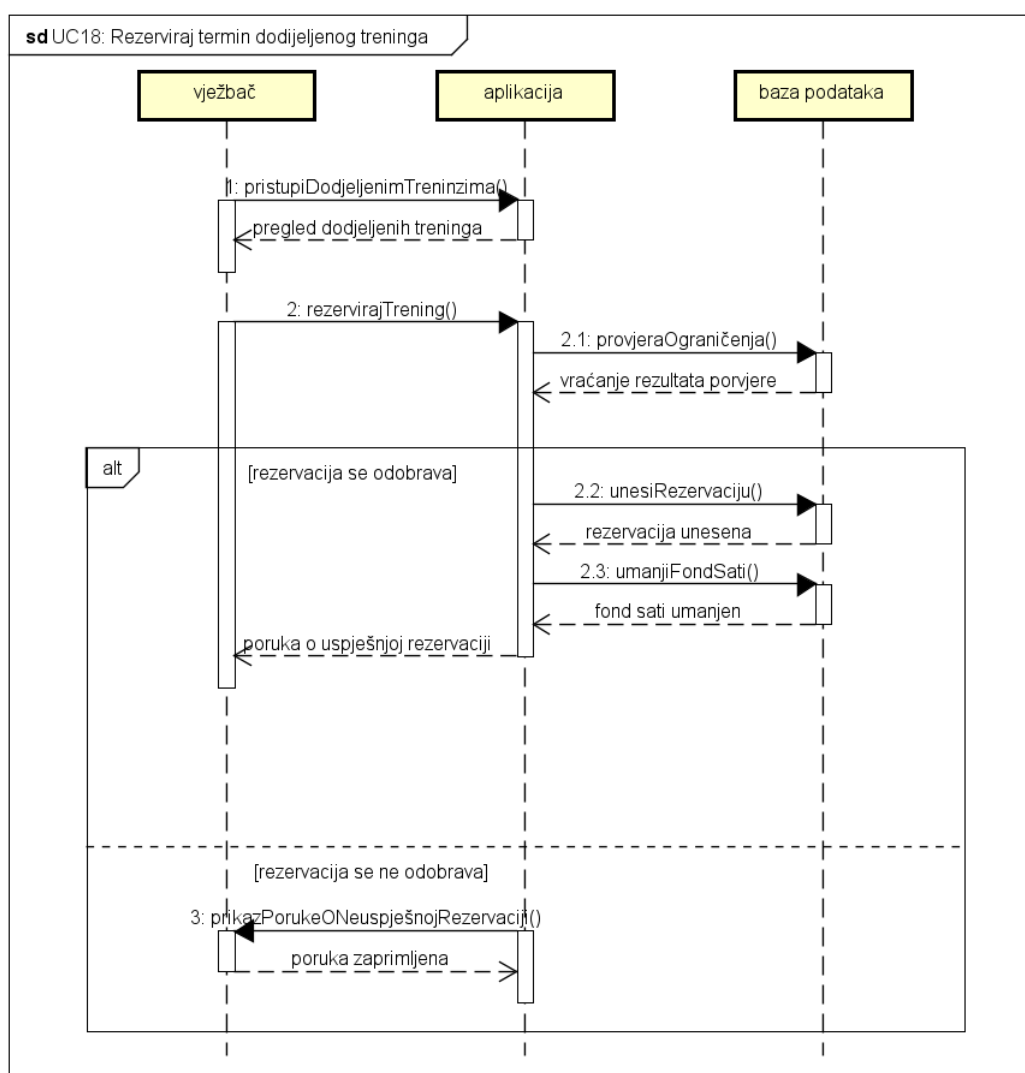 sd UC18: Rezerviraj termin dodijeljenog treninga
vježbač
aplikacija
baza podataka
1: pristupiDodjeljenimTreninzima()
pregled dodjeljenih treninga
2: rezervirajTrening()
2.1: provjeraOgraničenja()
vraćanje rezultata porvjere
alt
[rezervacija se odobrava]
2.2: unesiRezervaciju()
rezervacija unesena
2.3: umanjiFondSati()
fond sati umanjen
poruka o uspješnjoj rezervaciji
[rezervacija se ne odobrava]
3: prikazPorukeONeuspješnojRezervaciji()
poruka zaprimljena